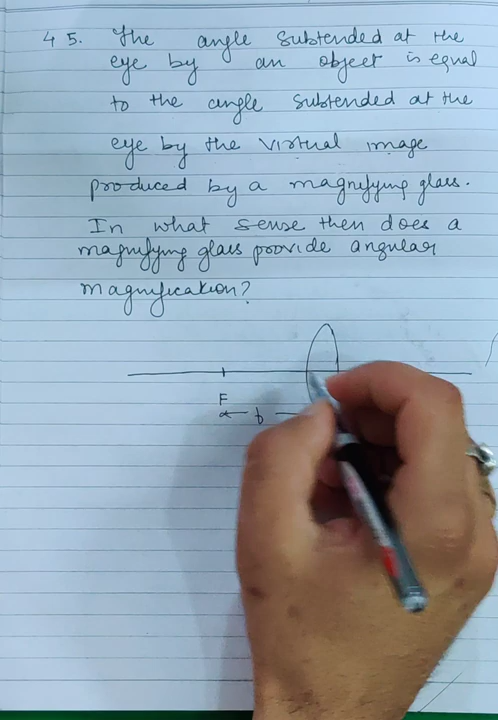 45. The angle subtended at the
eye by an object is equal
to the angle subtended at the
eye by the virtual image
produced by a magnifying glass.
In what sense then does a
magnifying glass provide angular
magnification?
F
f